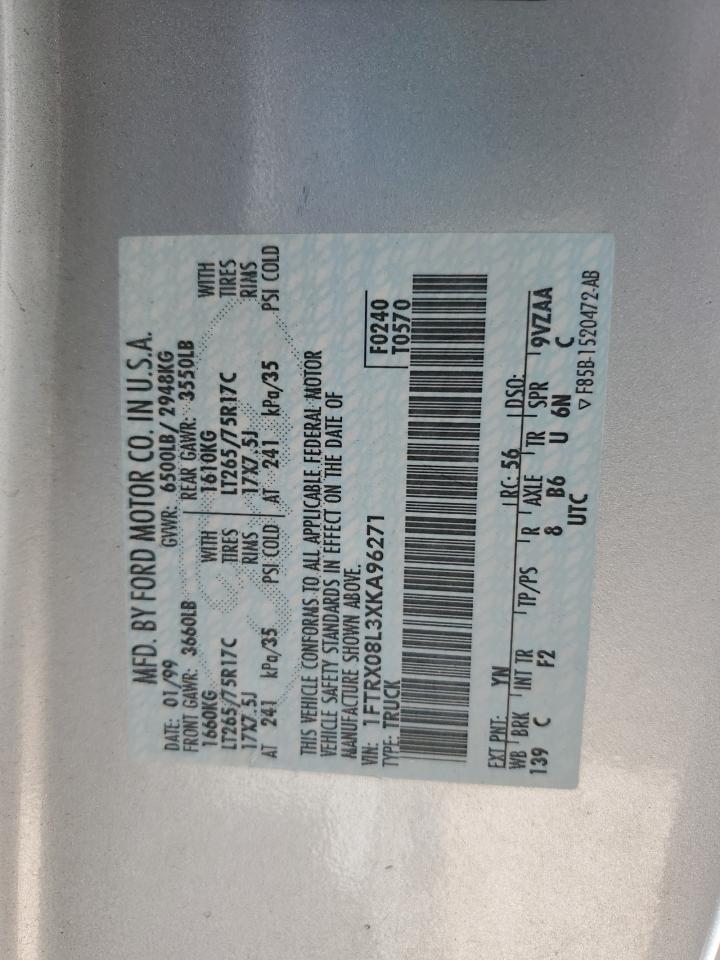 MFD. BY FORD MOTOR CO. IN U.S.A.
DATE: 01/99 GVWR: 6500LB/ 2948KG
FRONT GAWR: 3660LB REAR GAWR: 3550LB
1660KG WITH 1610KG WITH
LT265/75R17C TIRES LT265/75R17C TIRES
17X7.5J RIMS 17X7.5J RIMS
AT 241 kPa/35 PSI COLD AT 241 kPa/35 PSI COLD
THIS VEHICLE CONFORMS TO ALL APPLICABLE FEDERAL MOTOR
VEHICLE SAFETY STANDARDS IN EFFECT ON THE DATE OF
MANUFACTURE SHOWN ABOVE.
VIN: 1FTRX08L3XKA96271 F0240
TYPE: TRUCK T0570
EXT PNT: YN RC: 56 DSO:
WB BRK INT TR TP/PS R AXLE TR SPR 9VZAA
139 C F2 8 B6 U 6N C
UTC
▽ F85B-1520472-AB